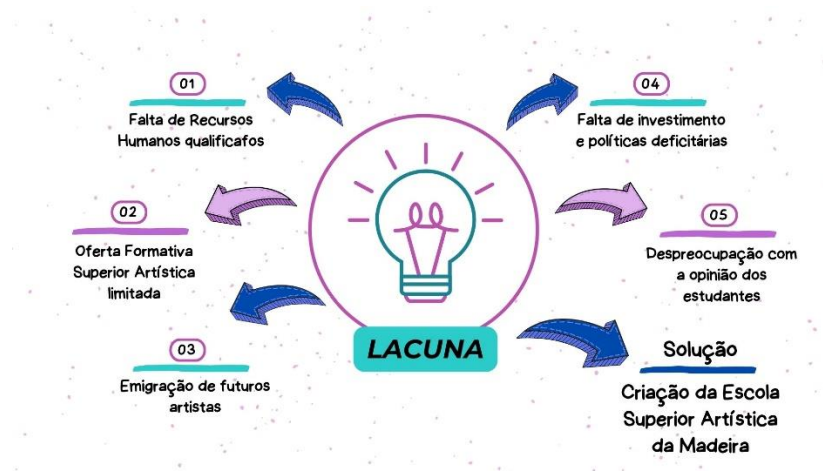 01
Falta de Recursos
Humanos qualificafos
02
Oferta Formativa
Superior Artística
limitada
03
Emigração de futuros
artistas
LACUNA
04
Falta de investimento
e políticas deficitárias
05
Despreocupação com
a opinião dos
estudantes
Solução
Criação da Escola
Superior Artística
da Madeira